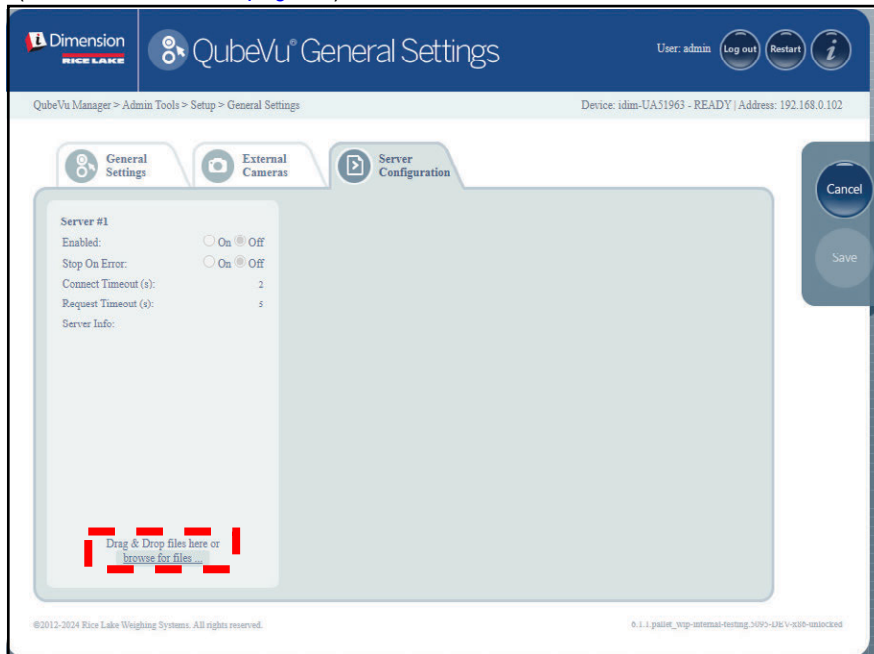 Dimension
RICE LAKE
QubeVu® General Settings
User: admin
Log out
Restart
i
QubeVu Manager > Admin Tools > Setup > General Settings
Device: idim-UA51963 - READY | Address: 192.168.0.102
General
Settings
External
Cameras
Server
Configuration
Cancel
Save
Server #1
Enabled: On Off
Stop On Error: On Off
Connect Timeout (s): 2
Request Timeout (s): 5
Server Info:
Drag & Drop files here or
browse for files ...
©2012-2024 Rice Lake Weighing Systems. All rights reserved.